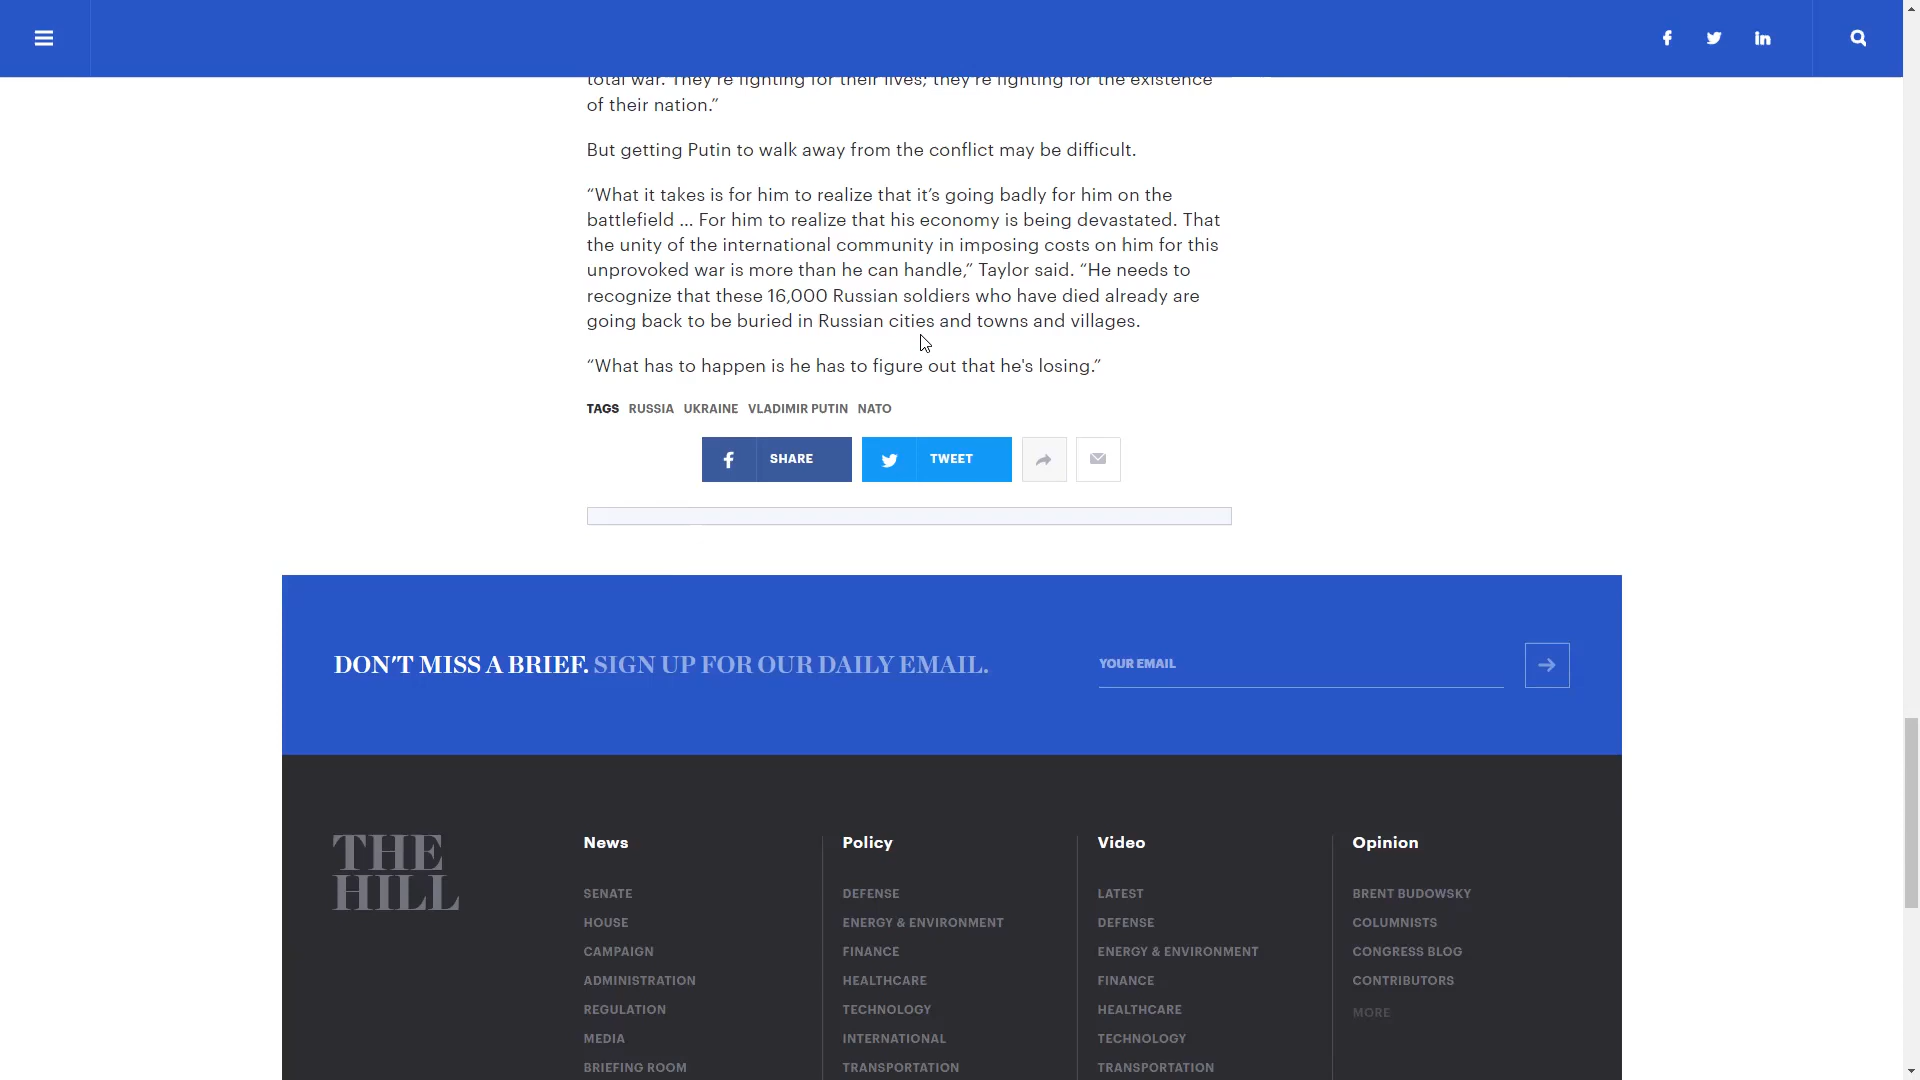 total war. They're fighting for their lives; they're fighting for the existence
of their nation.”
But getting Putin to walk away from the conflict may be difficult.
“What it takes is for him to realize that it’s going badly for him on the
battlefield ... For him to realize that his economy is being devastated. That
the unity of the international community in imposing costs on him for this
unprovoked war is more than he can handle,” Taylor said. “He needs to
recognize that these 16,000 Russian soldiers who have died already are
going back to be buried in Russian cities and towns and villages.
“What has to happen is he has to figure out that he's losing.”
TAGS RUSSIA UKRAINE VLADIMIR PUTIN NATO
SHARE TWEET
DON'T MISS A BRIEF. SIGN UP FOR OUR DAILY EMAIL.
YOUR EMAIL
THE
HILL
News
SENATE
HOUSE
CAMPAIGN
ADMINISTRATION
REGULATION
MEDIA
BRIEFING ROOM
Policy
DEFENSE
ENERGY & ENVIRONMENT
FINANCE
HEALTHCARE
TECHNOLOGY
INTERNATIONAL
TRANSPORTATION
Video
LATEST
DEFENSE
ENERGY & ENVIRONMENT
FINANCE
HEALTHCARE
TECHNOLOGY
TRANSPORTATION
Opinion
BRENT BUDOWSKY
COLUMNISTS
CONGRESS BLOG
CONTRIBUTORS
MORE